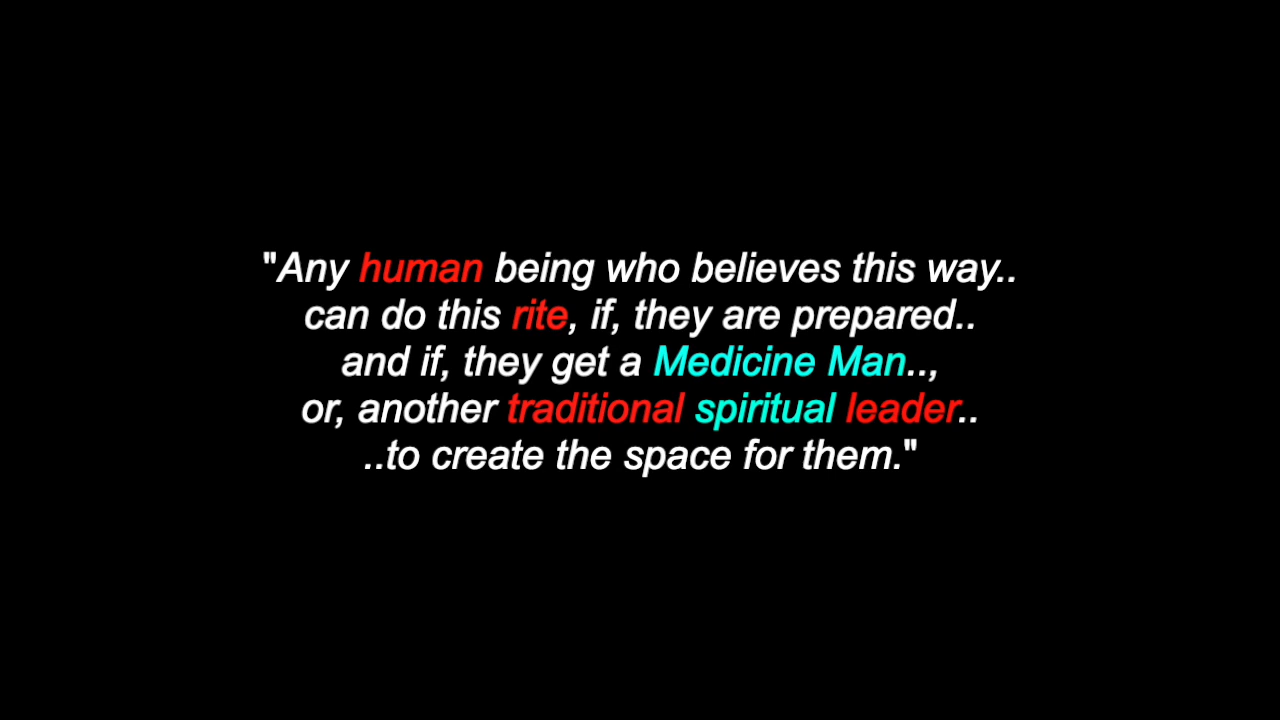 "Any human being who believes this way..
can do this rite, if, they are prepared..
and if, they get a Medicine Man..,
or, another traditional spiritual leader..
..to create the space for them."